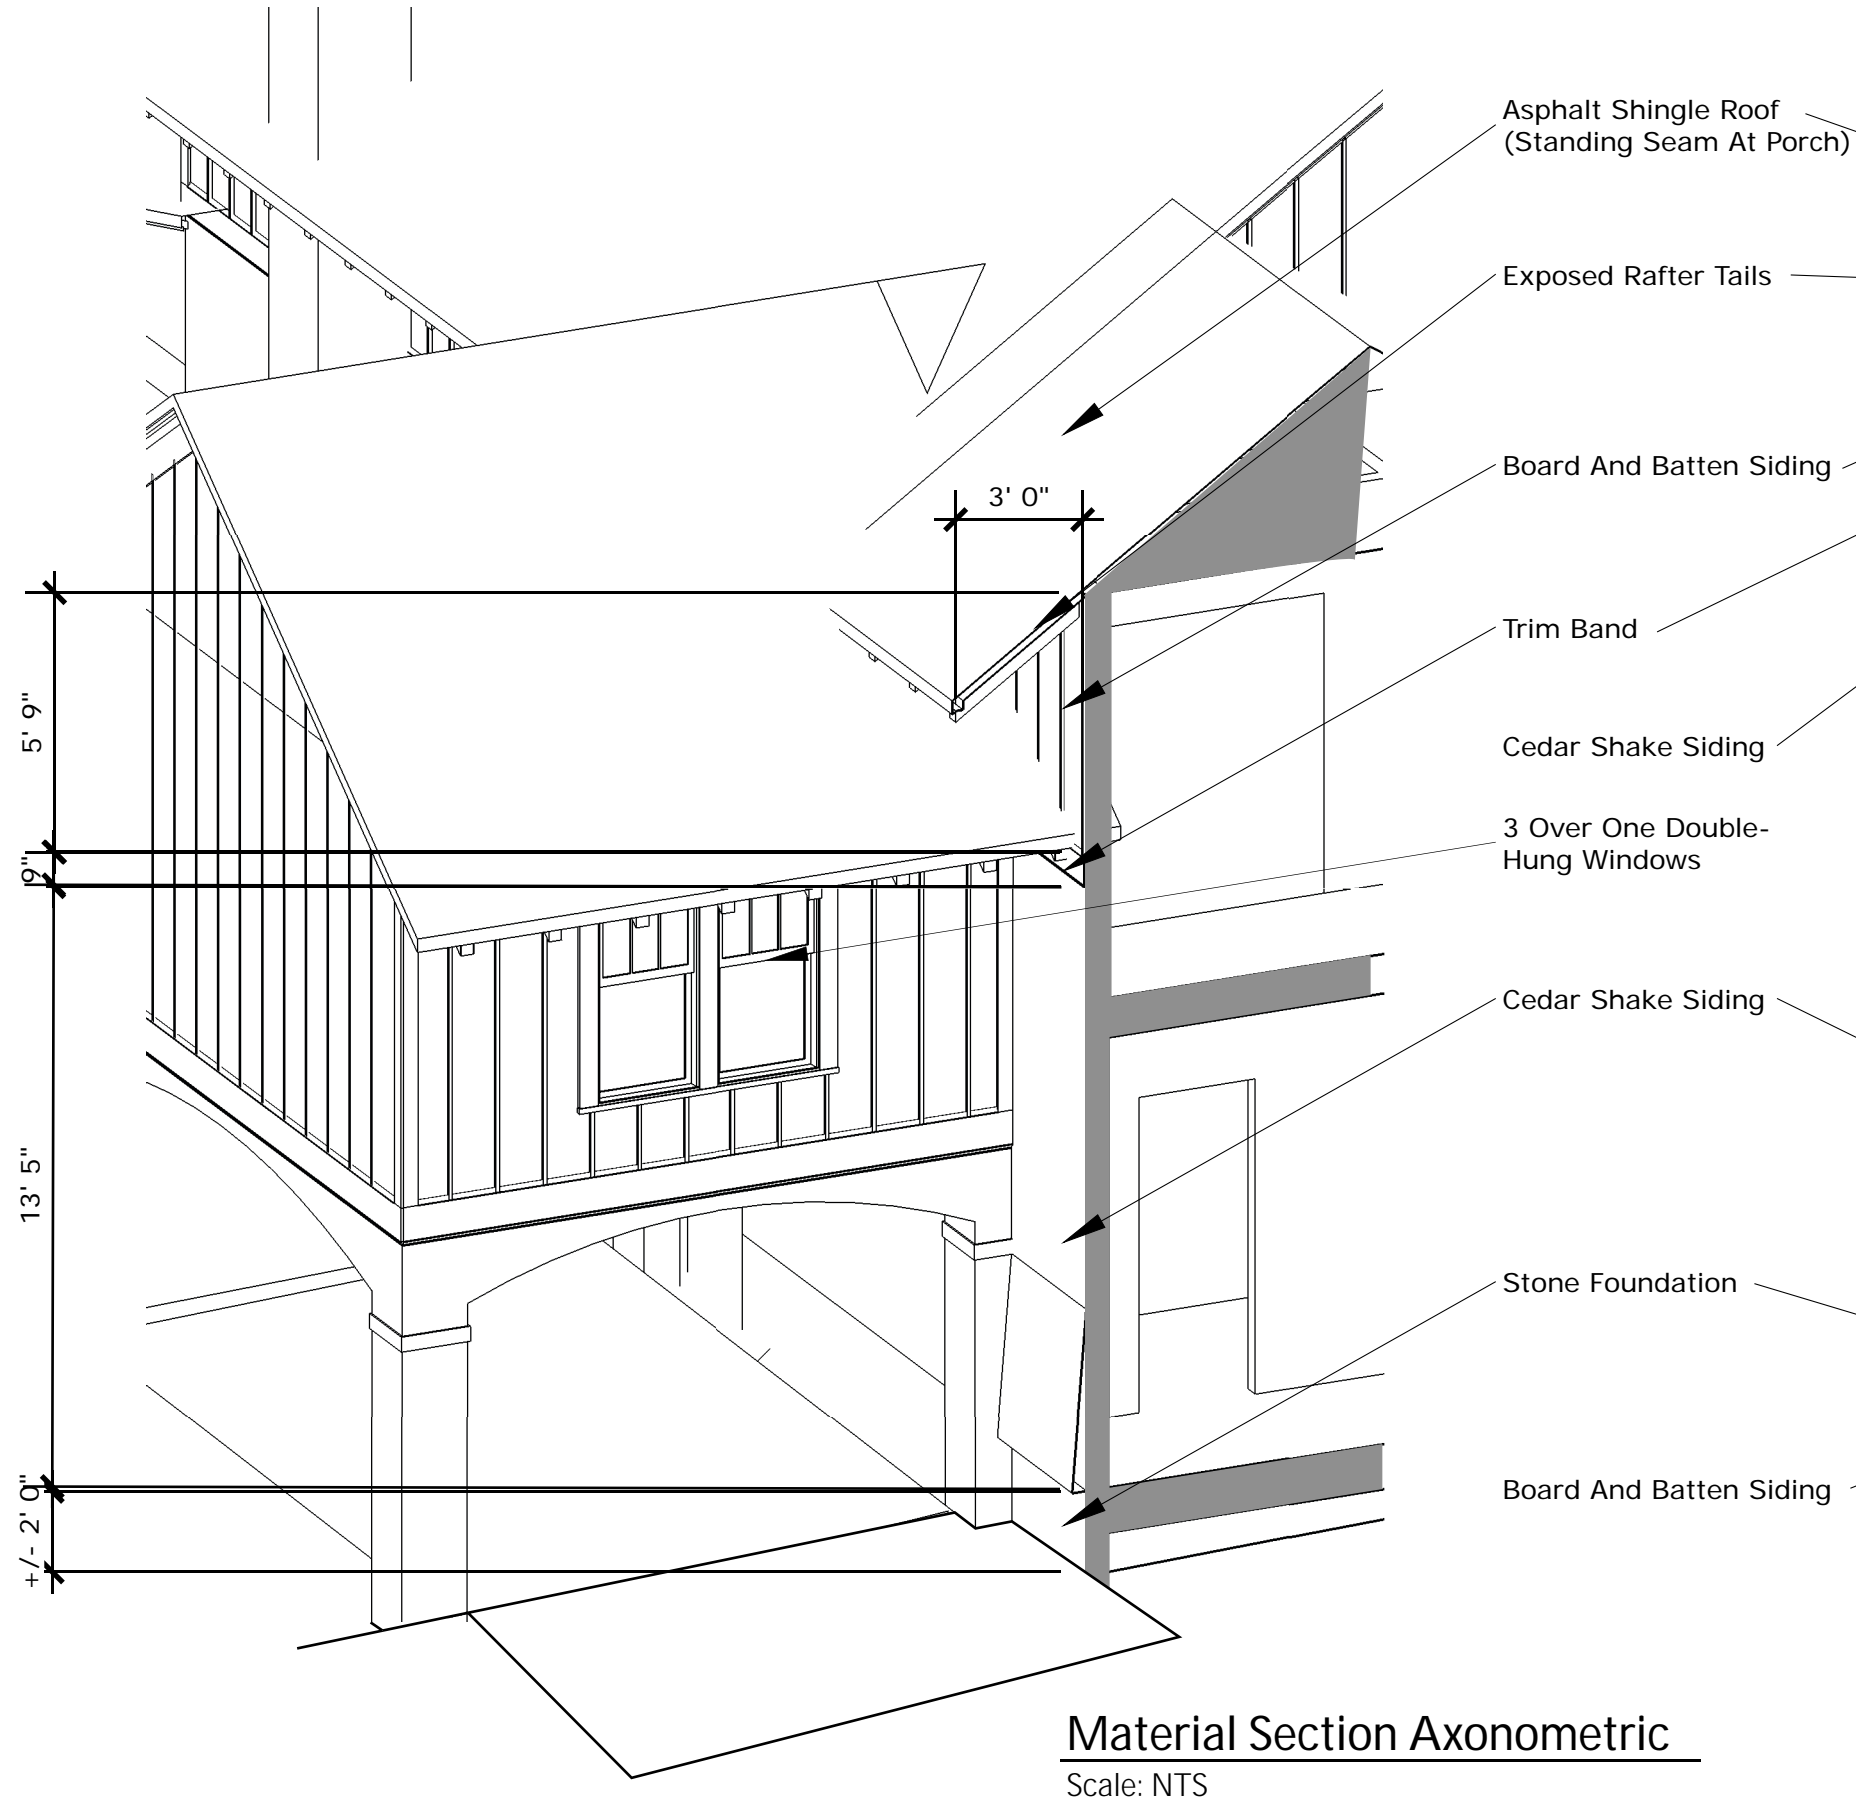 Asphalt Shingle Roof
(Standing Seam At Porch)
Exposed Rafter Tails
Board And Batten Siding
3' 0"
Trim Band
5' 9"
Cedar Shake Siding
3 Over One Double-
Hung Windows
9"
Cedar Shake Siding
13' 5"
Stone Foundation
Board And Batten Siding
+/- 2' 0"
Material Section Axonometric
Scale: NTS